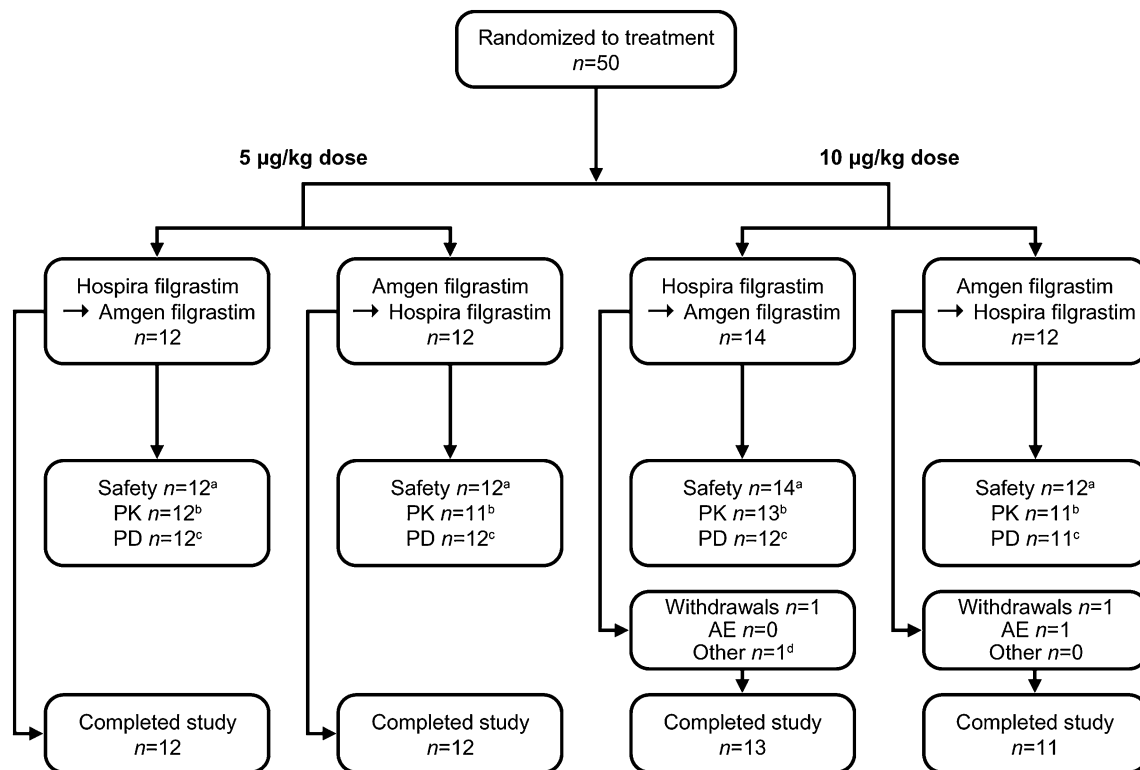 Randomized to treatment
n=50
5 µg/kg dose
10 µg/kg dose
Hospira filgrastim
→ Amgen filgrastim
n=12
Amgen filgrastim
→ Hospira filgrastim
n=12
Hospira filgrastim
→ Amgen filgrastim
n=14
Amgen filgrastim
→ Hospira filgrastim
n=12
Safety n=12ᵃ
PK n=12ᵇ
PD n=12ᶜ
Safety n=12ᵃ
PK n=11ᵇ
PD n=12ᶜ
Safety n=14ᵃ
PK n=13ᵇ
PD n=12ᶜ
Safety n=12ᵃ
PK n=11ᵇ
PD n=11ᶜ
Withdrawals n=1
AE n=0
Other n=1ᵈ
Withdrawals n=1
AE n=1
Other n=0
Completed study
n=12
Completed study
n=12
Completed study
n=13
Completed study
n=11